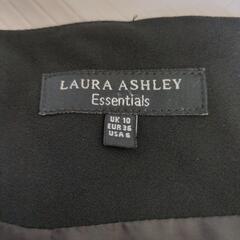 LAURA ASHLEY
Essentials
UK 10
EUR 36
USA 6